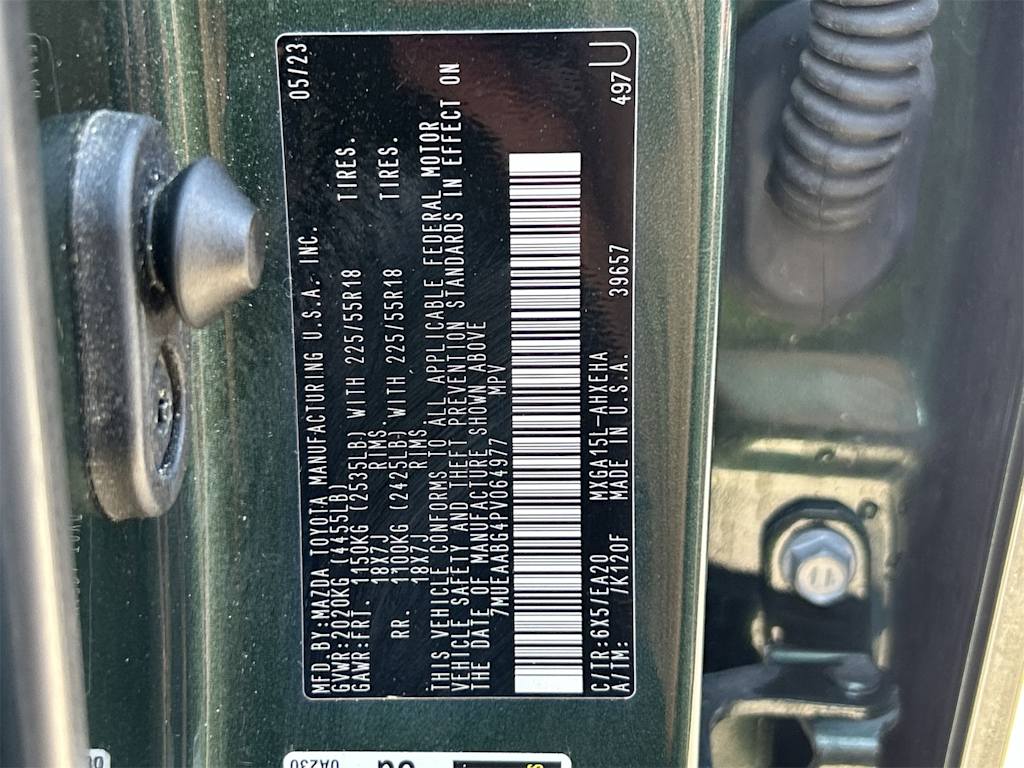 MFD.BY:MAZDA TOYOTA MANUFACTURING U.S.A. INC. 05/23
GVWR:2020KG (4455LB)
GAWR:FRT. 1150KG (2535LB) WITH 225/55R18 TIRES.
18X7J RIMS.
RR. 1100KG (2425LB) WITH 225/55R18 TIRES.
18X7J RIMS
THIS VEHICLE CONFORMS TO ALL APPLICABLE FEDERAL MOTOR
VEHICLE SAFETY AND THEFT PREVENTION STANDARDS IN EFFECT ON
THE DATE OF MANUFACTURE SHOWN ABOVE
7MUEAABG4PV064977 MPV
C/TR:6X5/EA20 MXGA15L-AHXEHA 39657 497 U
A/TM: /K120F MADE IN U.S.A.
0A230